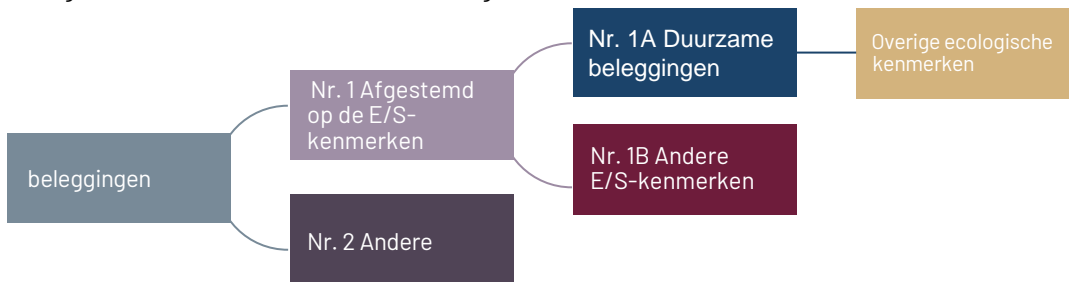 Nr. 1A Duurzame
beleggingen
Overige ecologische
kenmerken
Nr. 1 Afgestemd
op de E/S-
kenmerken
Nr. 1B Andere
E/S-kenmerken
beleggingen
Nr. 2 Andere